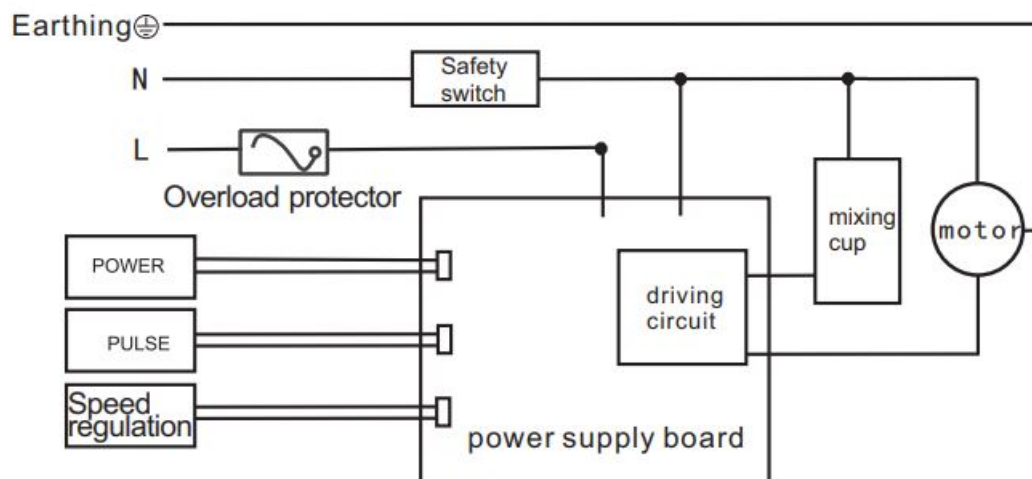 Earthing
N
Safety
switch
L
Overload protector
mixing
cup
motor
POWER
driving
circuit
PULSE
Speed
regulation
power supply board